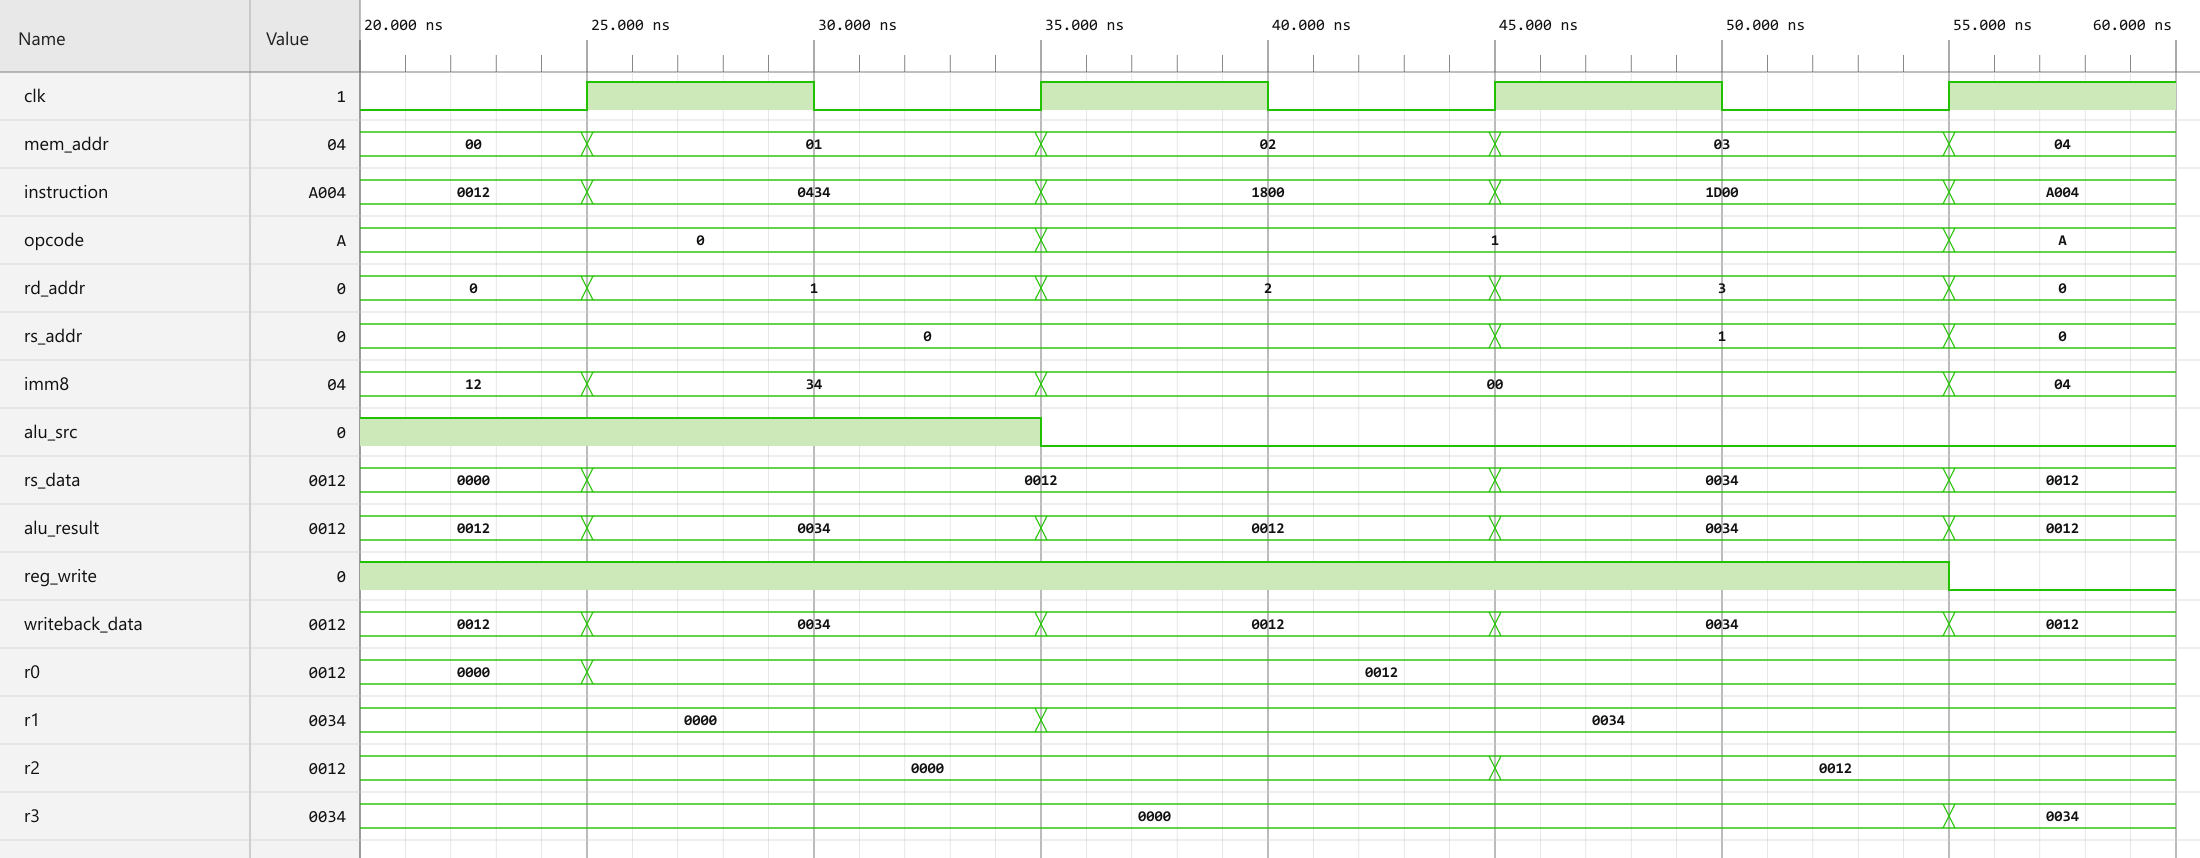 Name Value 20.000 ns 25.000 ns 30.000 ns 35.000 ns 40.000 ns 45.000 ns 50.000 ns 55.000 ns 60.000 ns
clk 1
mem_addr 04 00 01 02 03 04
instruction A004 0012 0434 1800 1D00 A004
opcode A 0 1 A
rd_addr 0 0 1 2 3 0
rs_addr 0 0 1 0
imm8 04 12 34 00 04
alu_src 0
rs_data 0012 0000 0012 0034 0012
alu_result 0012 0012 0034 0012 0034 0012
reg_write 0
writeback_data 0012 0012 0034 0012 0034 0012
r0 0012 0000 0012
r1 0034 0000 0034
r2 0012 0000 0012
r3 0034 0000 0034